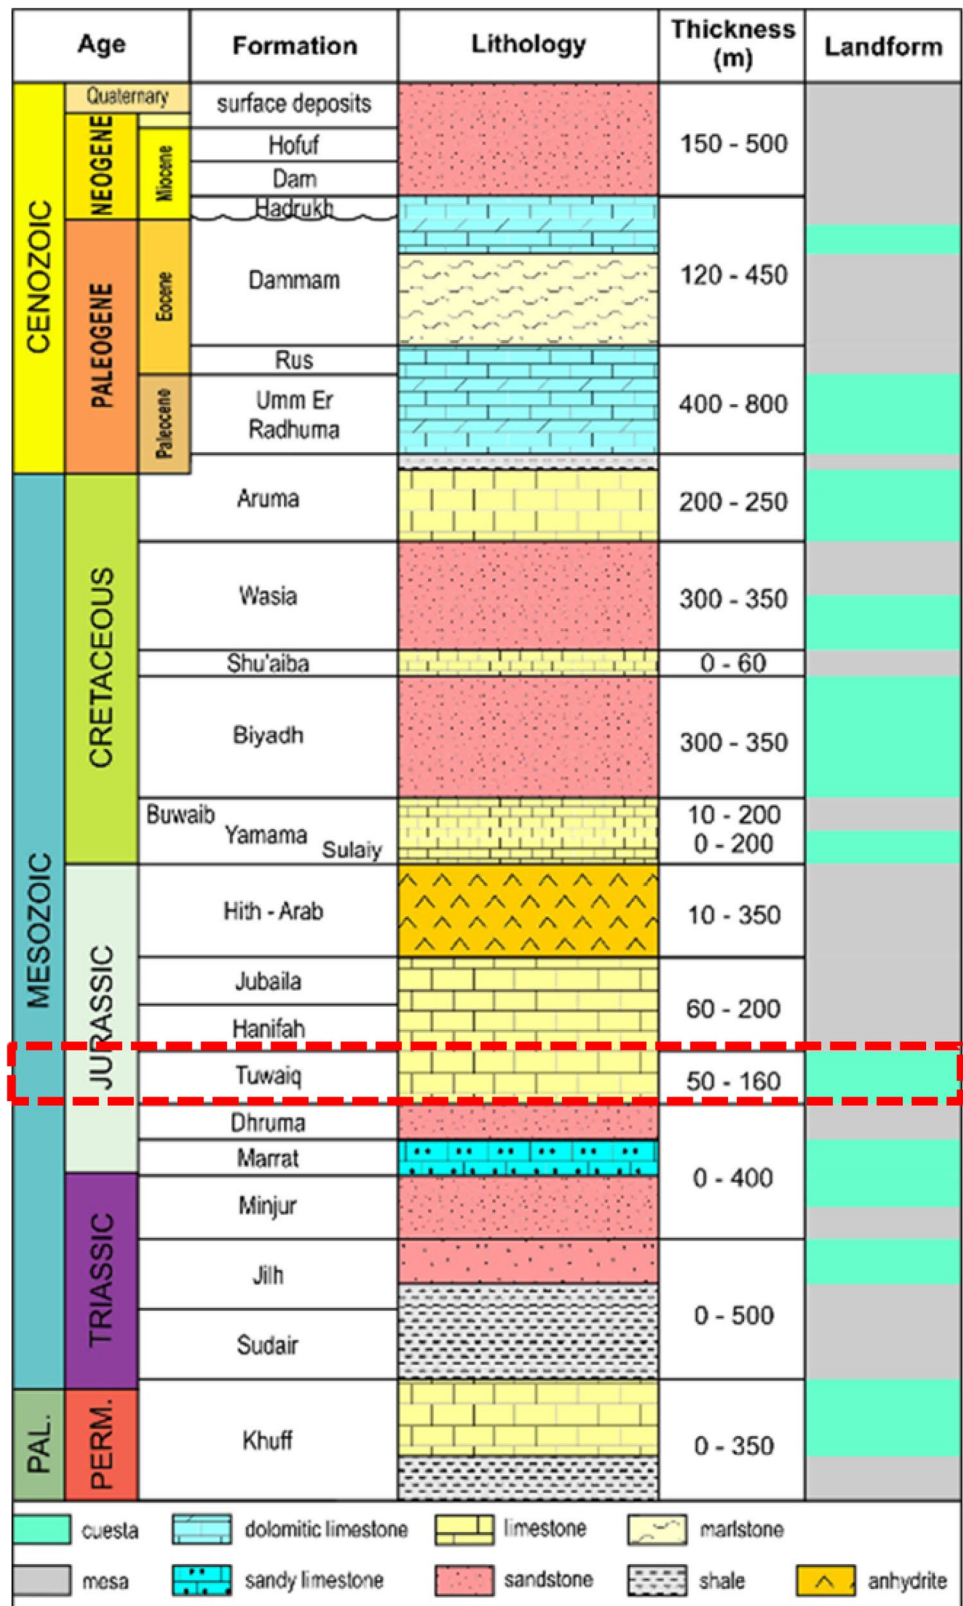 Age Formation Lithology Thickness (m) Landform
CENOZOIC
Quaternary
surface deposits
NEOGENE
Miocene
Hofuf
Dam
150 - 500
Hadrukh
PALEOGENE
Eocene
Dammam
120 - 450
Rus
Paleocene
Umm Er
Radhuma
400 - 800
MESOZOIC
CRETACEOUS
Aruma
200 - 250
Wasia
300 - 350
Shu'aiba
0 - 60
Biyadh
300 - 350
Buwaib
Yamama
Sulaiy
10 - 200
0 - 200
JURASSIC
Hith - Arab
10 - 350
Jubaila
Hanifah
60 - 200
Tuwaiq
50 - 160
Dhruma
Marrat
Minjur
0 - 400
TRIASSIC
Jilh
Sudair
0 - 500
PAL.
PERM.
Khuff
0 - 350
cuesta dolomitic limestone limestone marlstone
mesa sandy limestone sandstone shale anhydrite